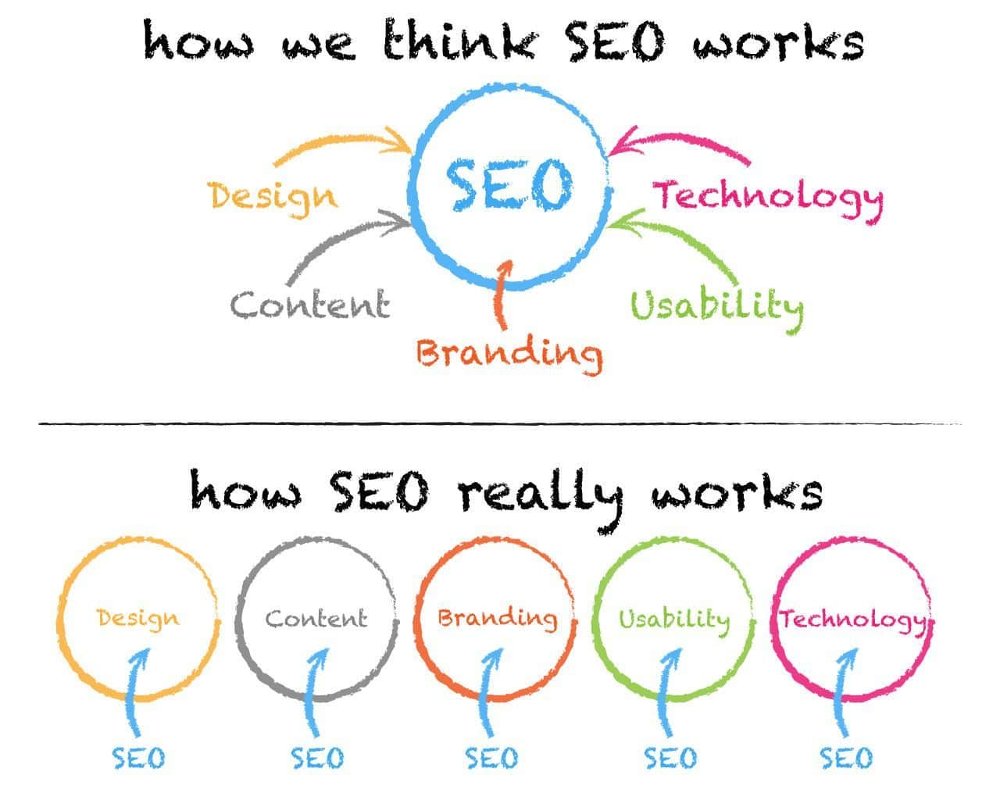 how we think SEO works
SEO
Design
Technology
Content
Usability
Branding
how SEO really works
Design
Content
Branding
Usability
Technology
SEO
SEO
SEO
SEO
SEO